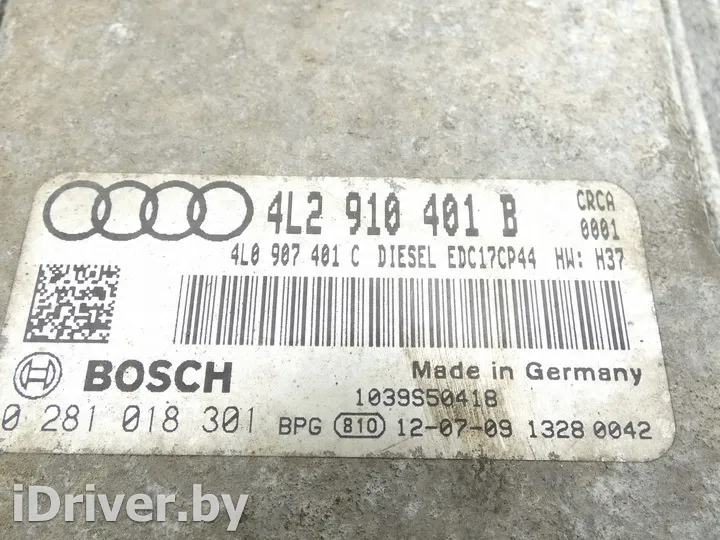 4L2 910 401 B
CRCA
0001
4L0 907 401 C DIESEL EDC17CP44 HW: H37
BOSCH
Made in Germany
1039S50418
0 281 018 301 BPG 810 12-07-09 1328 0042
iDriver.by